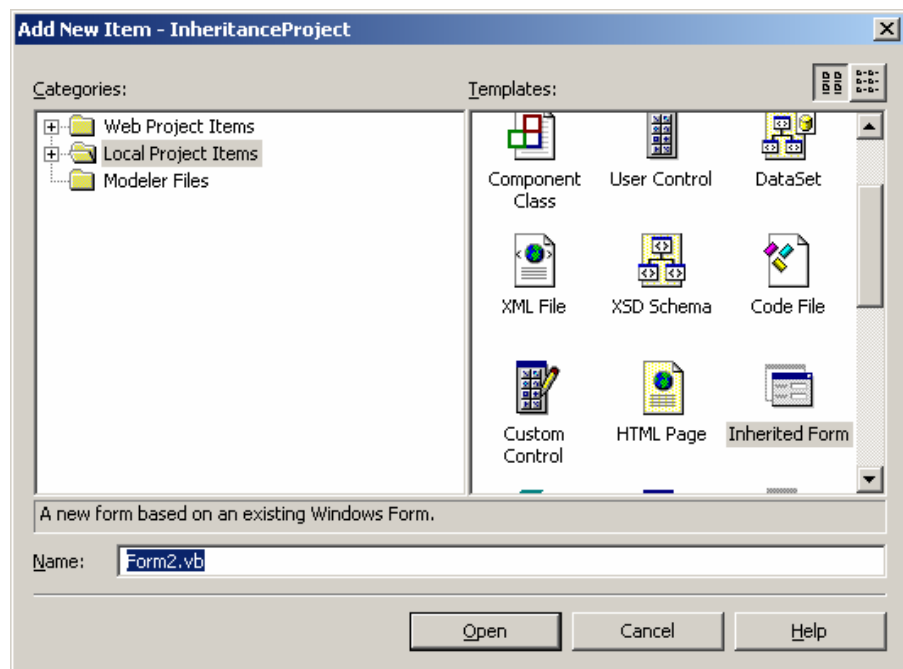 Add New Item - InheritanceProject
Categories:
Templates:
Web Project Items
Local Project Items
Modeler Files
Component
Class
User Control
DataSet
XML File
XSD Schema
Code File
Custom
Control
HTML Page
Inherited Form
A new form based on an existing Windows Form.
Name:
Form2.vb
Open
Cancel
Help